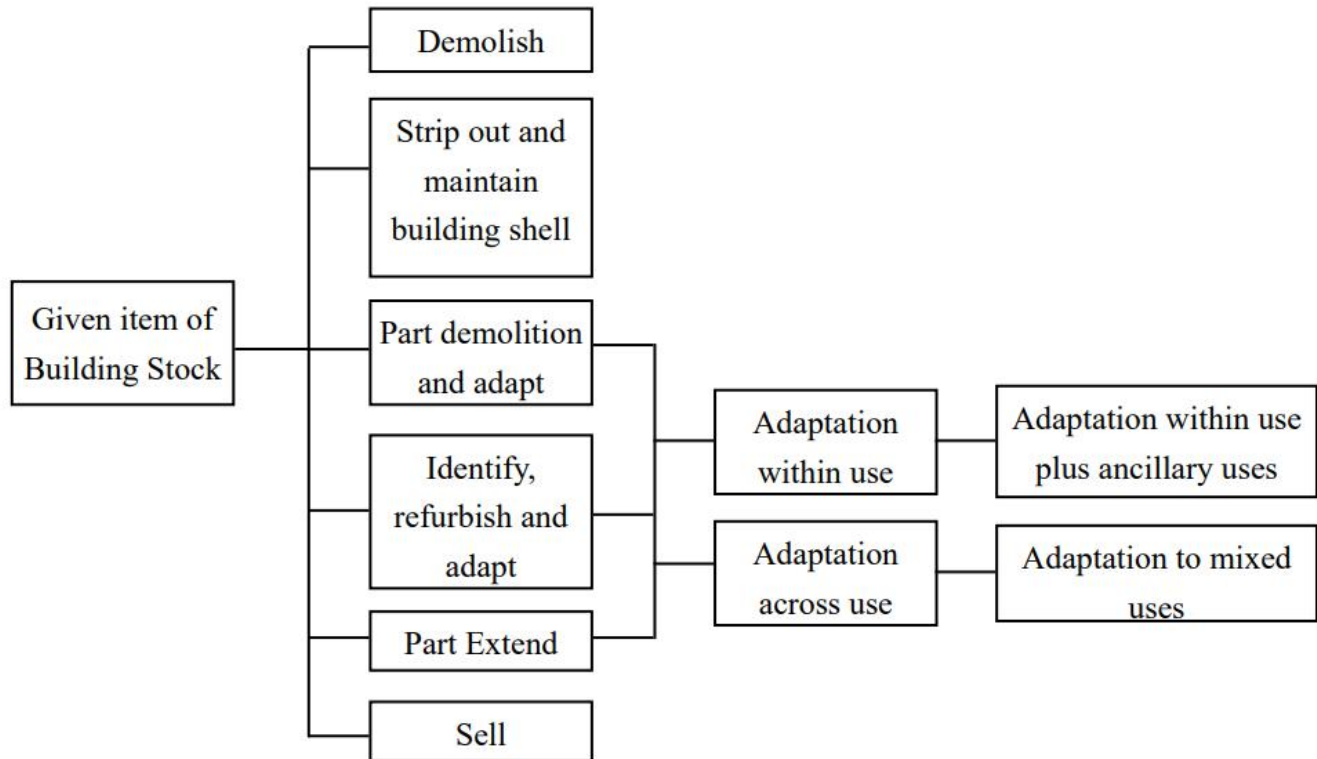 Demolish
Strip out and
maintain
building shell
Given item of
Building Stock
Part demolition
and adapt
Adaptation
within use
Adaptation within use
plus ancillary uses
Identify,
refurbish and
adapt
Adaptation
across use
Adaptation to mixed
uses
Part Extend
Sell